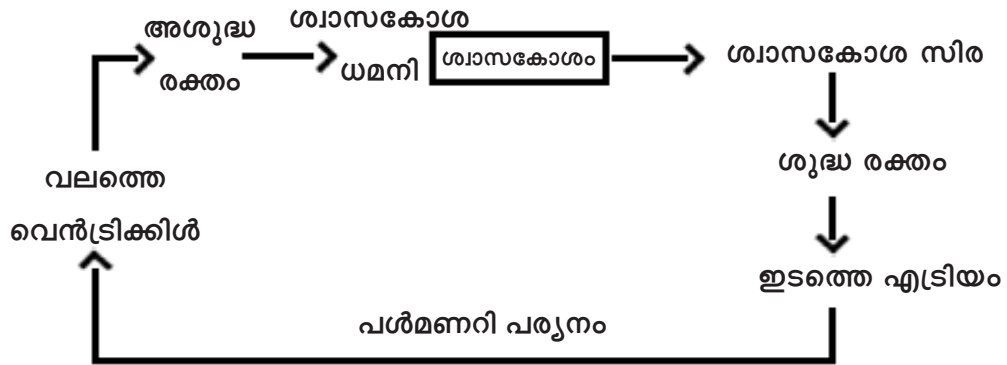 അശുദ്ധ
രക്തം
ശ്വാസകോശ
ധമനി
ശ്വാസകോശം
ശ്വാസകോശ സിര
ശുദ്ധ രക്തം
ഇടത്തെ എട്രിയം
പൾമണറി പര്യനം
വലത്തെ
വെൻട്രിക്കിൾ